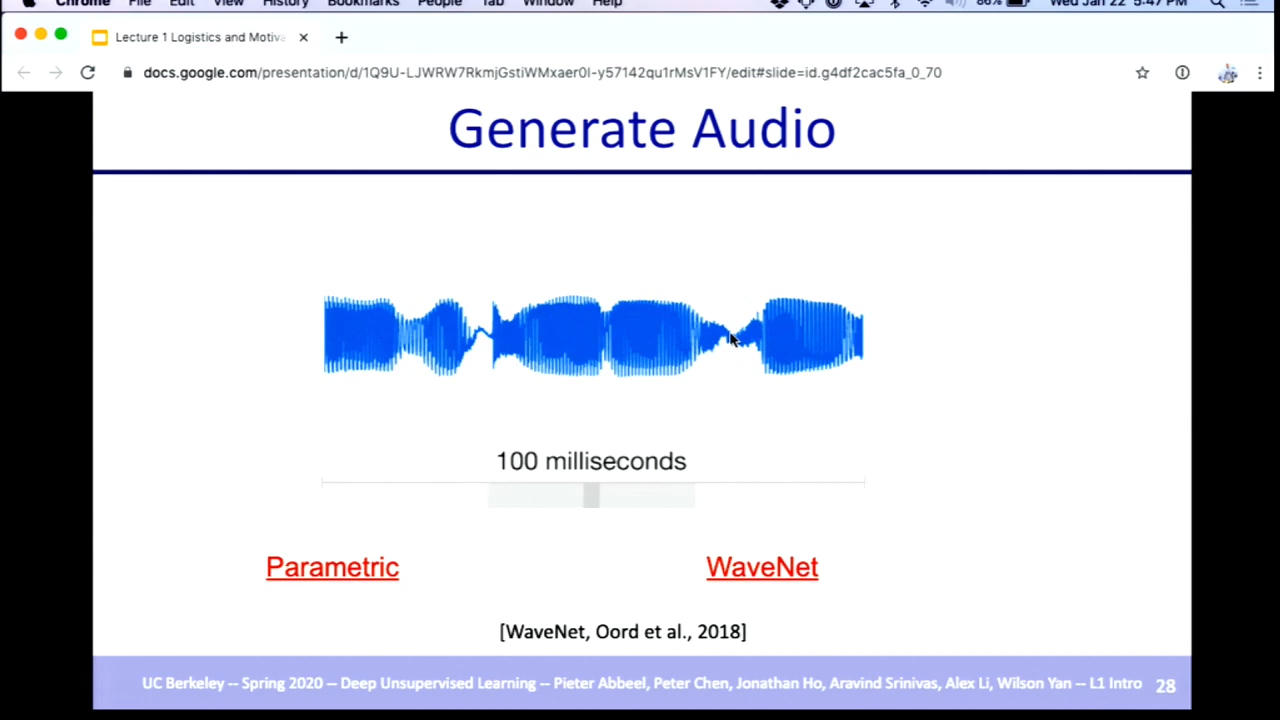 Chrome File Edit View History Bookmarks People Tab Window Help 86% Wed Jan 22 5:47 PM
Lecture 1 Logistics and Motiva
docs.google.com/presentation/d/1Q9U-LJWRW7RkmjGstiWMxaer0I-y57142qu1rMsV1FY/edit#slide=id.g4df2cac5fa_0_70
Generate Audio
100 milliseconds
Parametric WaveNet
[WaveNet, Oord et al., 2018]
UC Berkeley -- Spring 2020 -- Deep Unsupervised Learning -- Pieter Abbeel, Peter Chen, Jonathan Ho, Aravind Srinivas, Alex Li, Wilson Yan -- L1 Intro 28